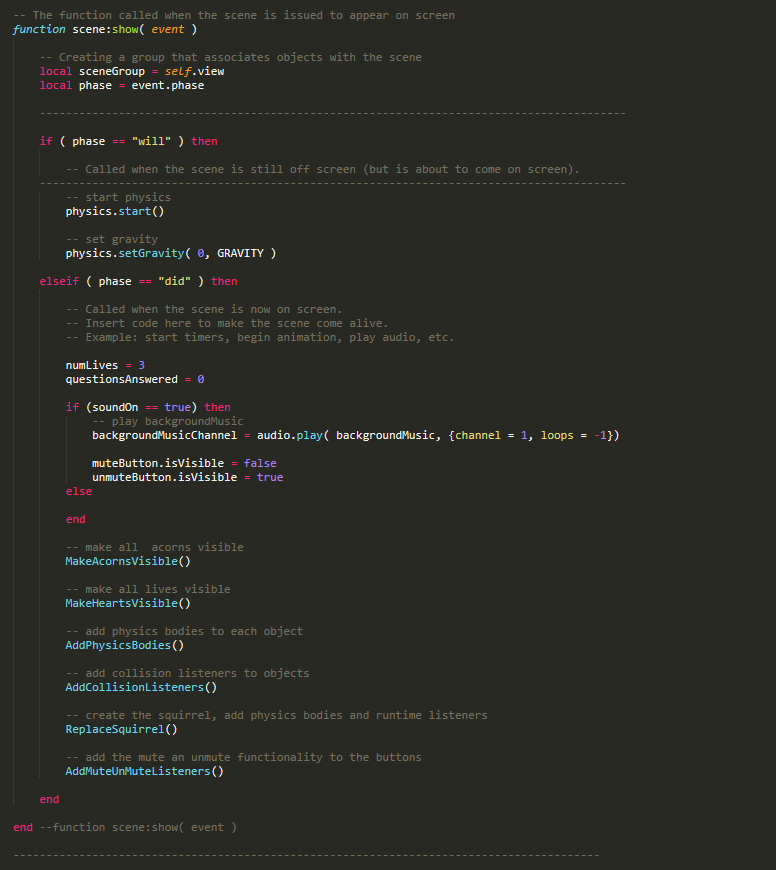 -- The function called when the scene is issued to appear on screen
function scene:show( event )
-- Creating a group that associates objects with the scene
local sceneGroup = self.view
local phase = event.phase
-----------------------------------------------------------------------------------------
if ( phase == "will" ) then
-- Called when the scene is still off screen (but is about to come on screen).
-----------------------------------------------------------------------------------------
-- start physics
physics.start()
-- set gravity
physics.setGravity( 0, GRAVITY )
elseif ( phase == "did" ) then
-- Called when the scene is now on screen.
-- Insert code here to make the scene come alive.
-- Example: start timers, begin animation, play audio, etc.
numLives = 3
questionsAnswered = 0
if (soundOn == true) then
-- play backgroundMusic
backgroundMusicChannel = audio.play( backgroundMusic, {channel = 1, loops = -1})
muteButton.isVisible = false
unmuteButton.isVisible = true
else
end
-- make all  acorns visible
MakeAcornsVisible()
-- make all lives visible
MakeHeartsVisible()
-- add physics bodies to each object
AddPhysicsBodies()
-- add collision listeners to objects
AddCollisionListeners()
-- create the squirrel, add physics bodies and runtime listeners
ReplaceSquirrel()
-- add the mute an unmute functionality to the buttons
AddMuteUnMuteListeners()
end
end --function scene:show( event )
-----------------------------------------------------------------------------------------